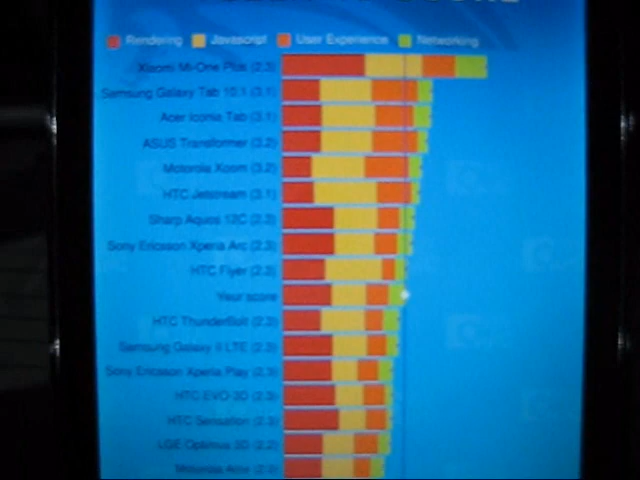 Rendering Javascript User Experience Networking
Xiaomi Mi-One Plus (2.3)
Samsung Galaxy Tab 10.1 (3.1)
Acer Iconia Tab (3.1)
ASUS Transformer (3.2)
Motorola Xoom (3.2)
HTC Jetstream (3.1)
Sharp Aquos 12C (2.3)
Sony Ericsson Xperia Arc (2.3)
HTC Flyer (2.3)
Your score
HTC ThunderBolt (2.3)
Samsung Galaxy II LTE (2.3)
Sony Ericsson Xperia Play (2.3)
HTC EVO 3D (2.3)
HTC Sensation (2.3)
LGE Optimus 3D (2.2)
Motorola